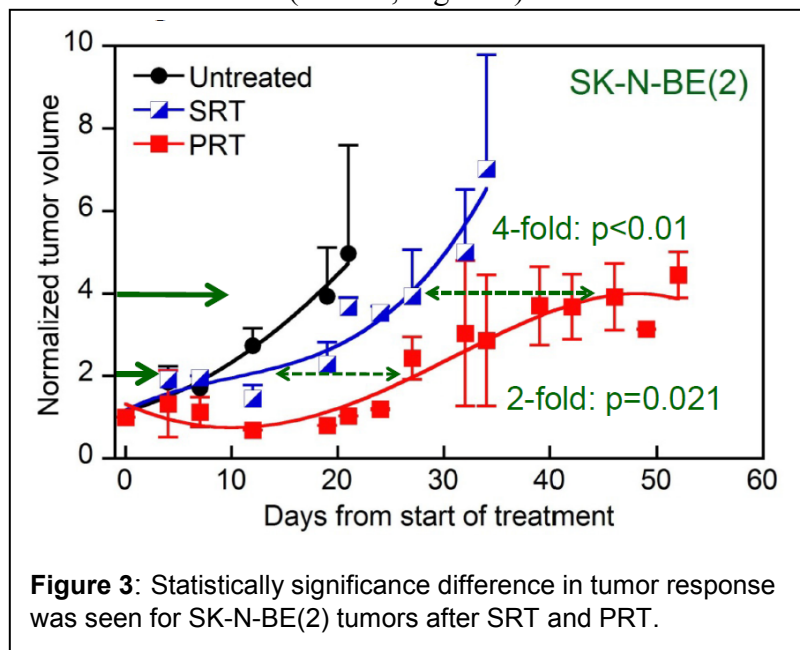 10
8
6
4
2
0
Normalized tumor volume
Untreated
SRT
PRT
SK-N-BE(2)
4-fold: p<0.01
2-fold: p=0.021
0 10 20 30 40 50 60
Days from start of treatment
Figure 3: Statistically significance difference in tumor response
was seen for SK-N-BE(2) tumors after SRT and PRT.